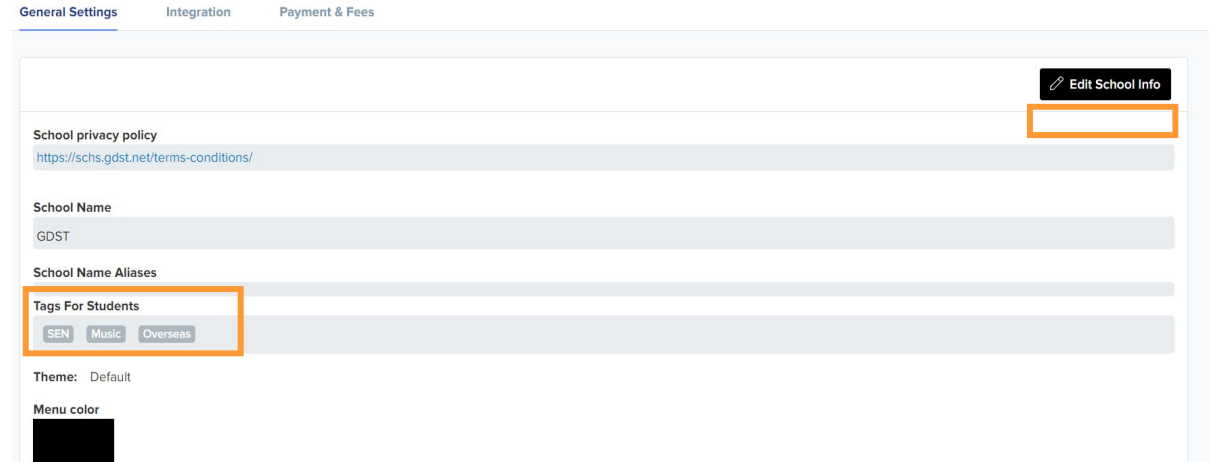 General Settings Integration Payment & Fees
Edit School Info
School privacy policy
https://schs.gdst.net/terms-conditions/
School Name
GDST
School Name Aliases
Tags For Students
SEN Music Overseas
Theme: Default
Menu color